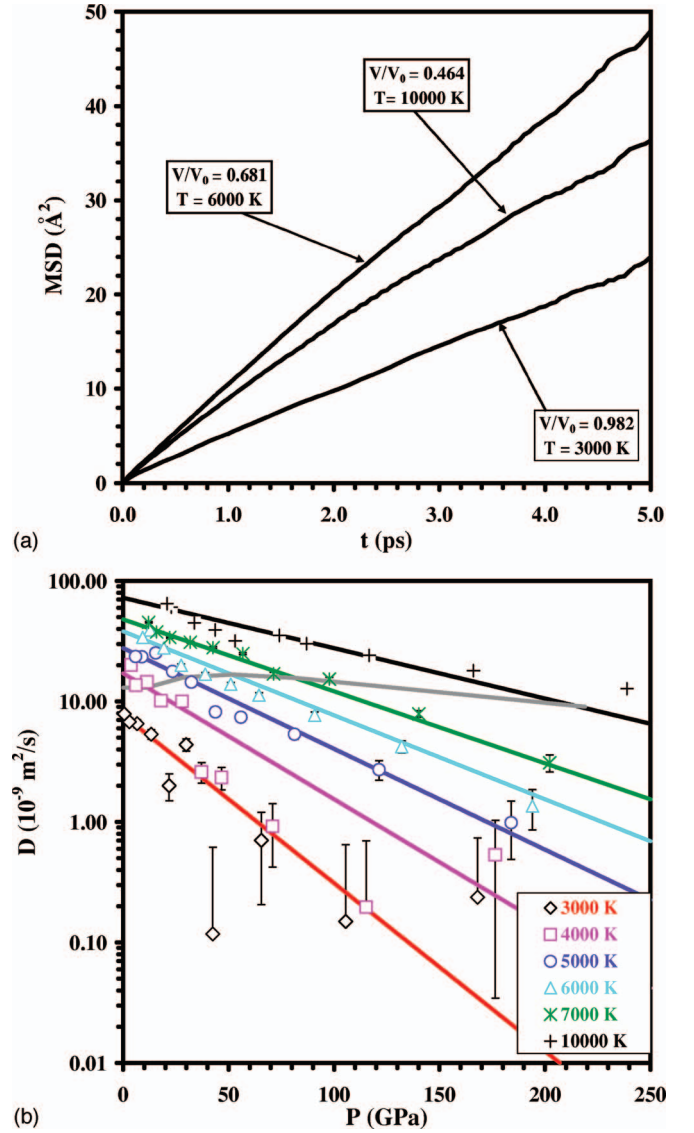 50
40
30
20
10
0
MSD (Å²)
V/V₀ = 0.464
T= 10000 K
V/V₀ = 0.681
T = 6000 K
V/V₀ = 0.982
T = 3000 K
0.0 1.0 2.0 3.0 4.0 5.0
t (ps)
(a)
100.00
10.00
1.00
0.10
0.01
D (10⁻⁹ m²/s)
3000 K
4000 K
5000 K
6000 K
7000 K
10000 K
0 50 100 150 200 250
P (GPa)
(b)